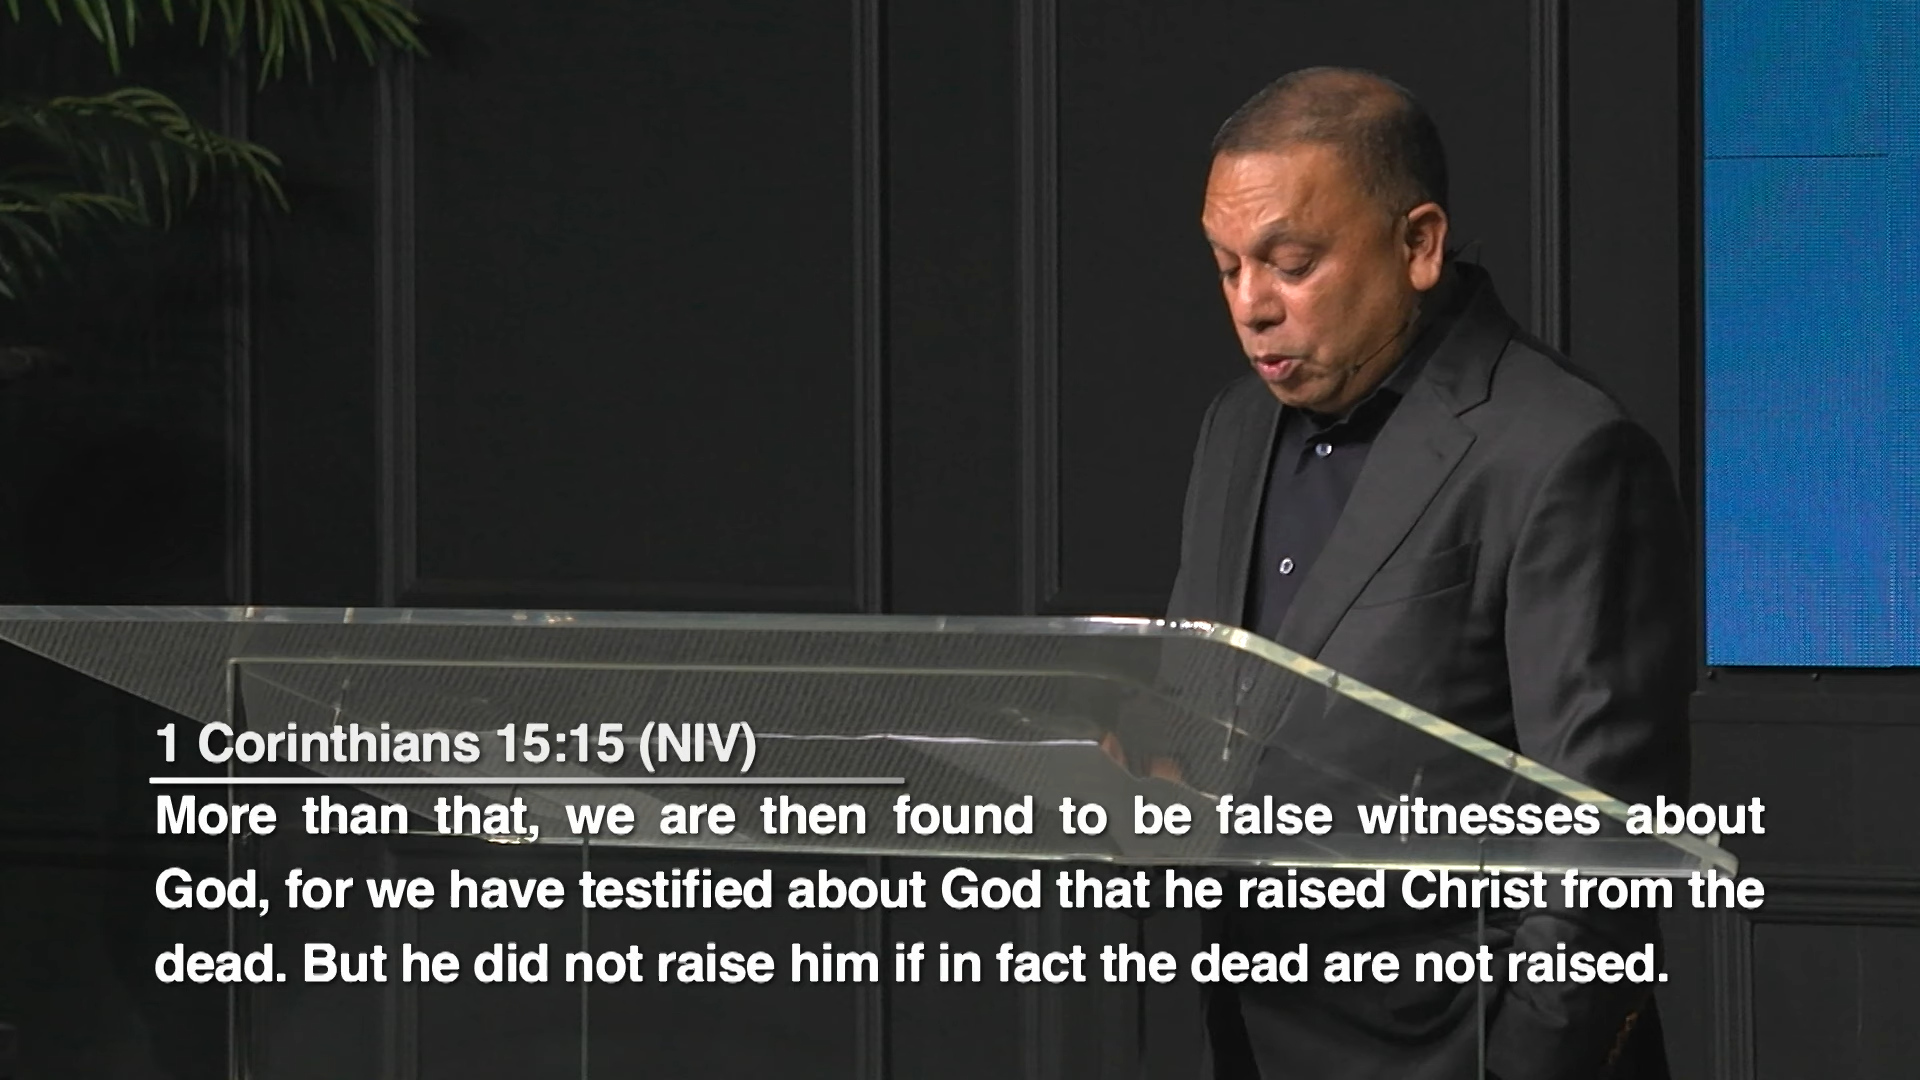 1 Corinthians 15:15 (NIV)
More than that, we are then found to be false witnesses about
God, for we have testified about God that he raised Christ from the
dead. But he did not raise him if in fact the dead are not raised.